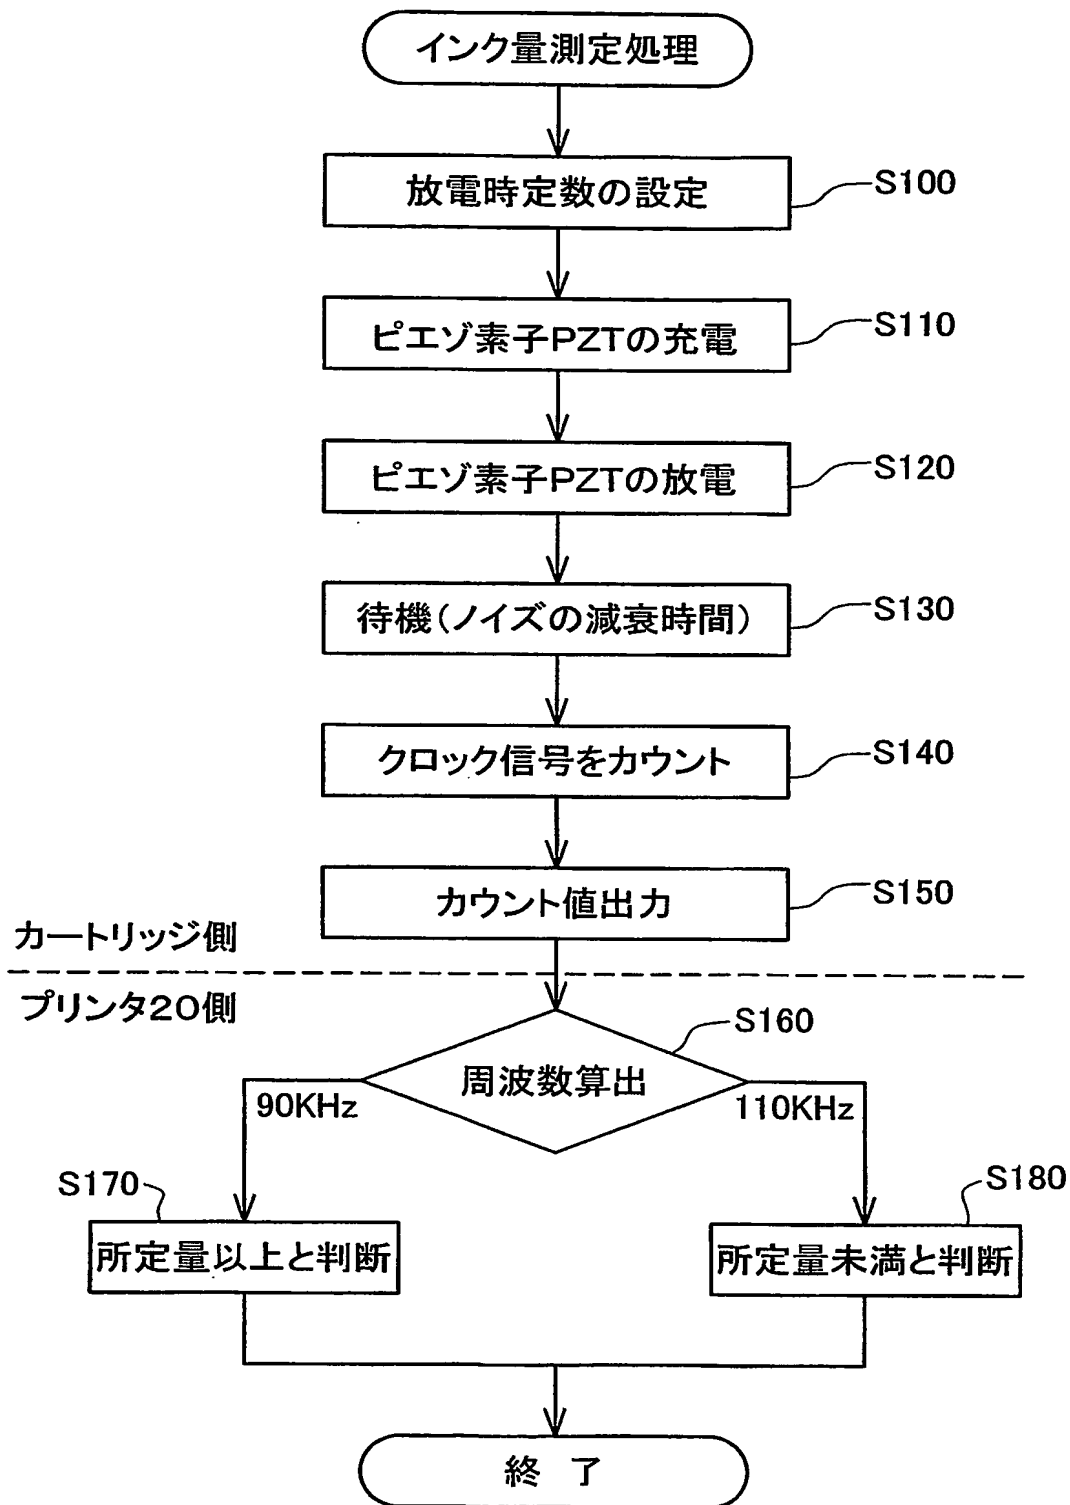 インク量測定処理
放電時定数の設定
S100
ピエゾ素子PZTの充電
S110
ピエゾ素子PZTの放電
S120
待機(ノイズの減衰時間)
S130
クロック信号をカウント
S140
カウント値出力
S150
カートリッジ側
プリンタ20側
S160
周波数算出
90KHz
110KHz
S170
S180
所定量以上と判断
所定量未満と判断
終 了